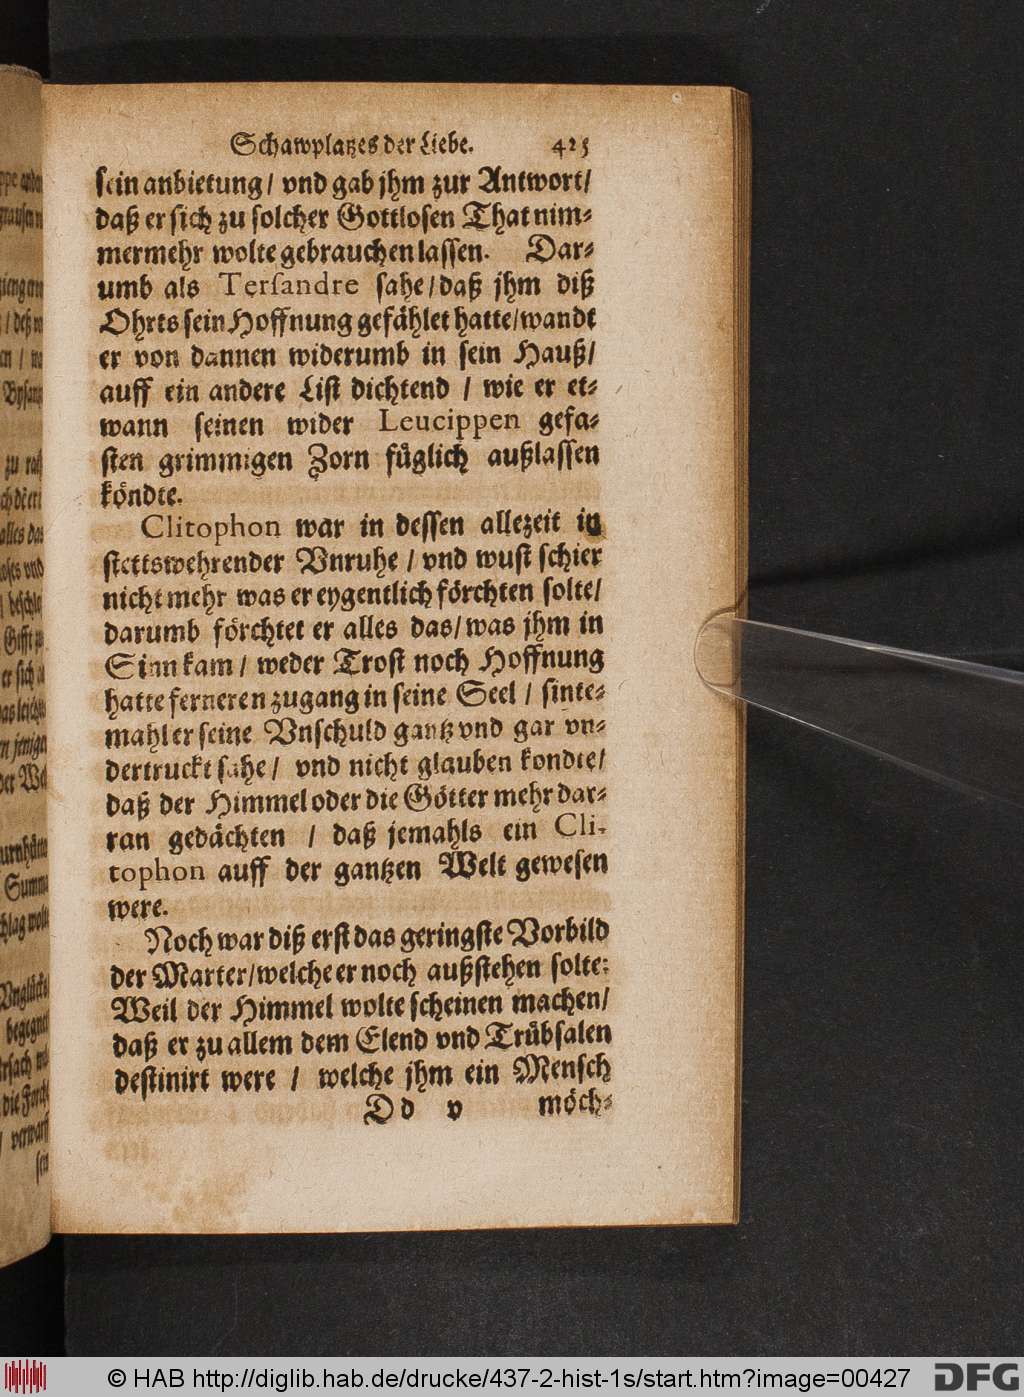 Schawplatzes der Liebe. 425
sein anbietung / vnd gab jhm zur Antwort /
daß er sich zu solcher Gottlosen That nim-
mermehr wolte gebrauchen lassen. Dar-
umb als Tersandre sahe / daß jhm diß
Ohrts sein Hoffnung gefählet hatte / wandt
er von dannen widerumb in sein Hauß /
auff ein andere List dichtend / wie er et-
wann seinen wider Leucippen gefa-
sten grimmigen Zorn füglich außlassen
köndte.
Clitophon war in dessen allezeit in
stettswehrender Vnruhe / vnd wust schier
nicht mehr was er eygentlich förchten solte /
darumb förchtet er alles das / was jhm in
Sinn kam / weder Trost noch Hoffnung
hatte ferneren zugang in seine Seel / sinte-
mahl er seine Vnschuld gantz vnd gar vn-
dertruckt sahe / vnd nicht glauben kondte /
daß der Himmel oder die Götter mehr dar-
ran gedächten / daß jemahls ein Cli-
tophon auff der gantzen Welt gewesen
were.
Noch war diß erst das geringste Vorbild
der Marter / welche er noch außstehen solte:
Weil der Himmel wolte scheinen machen /
daß er zu allem dem Elend vnd Trübsalen
destinirt were / welche jhm ein Mensch
Dd v möch-
© HAB http://diglib.hab.de/drucke/437-2-hist-1s/start.htm?image=00427
DFG